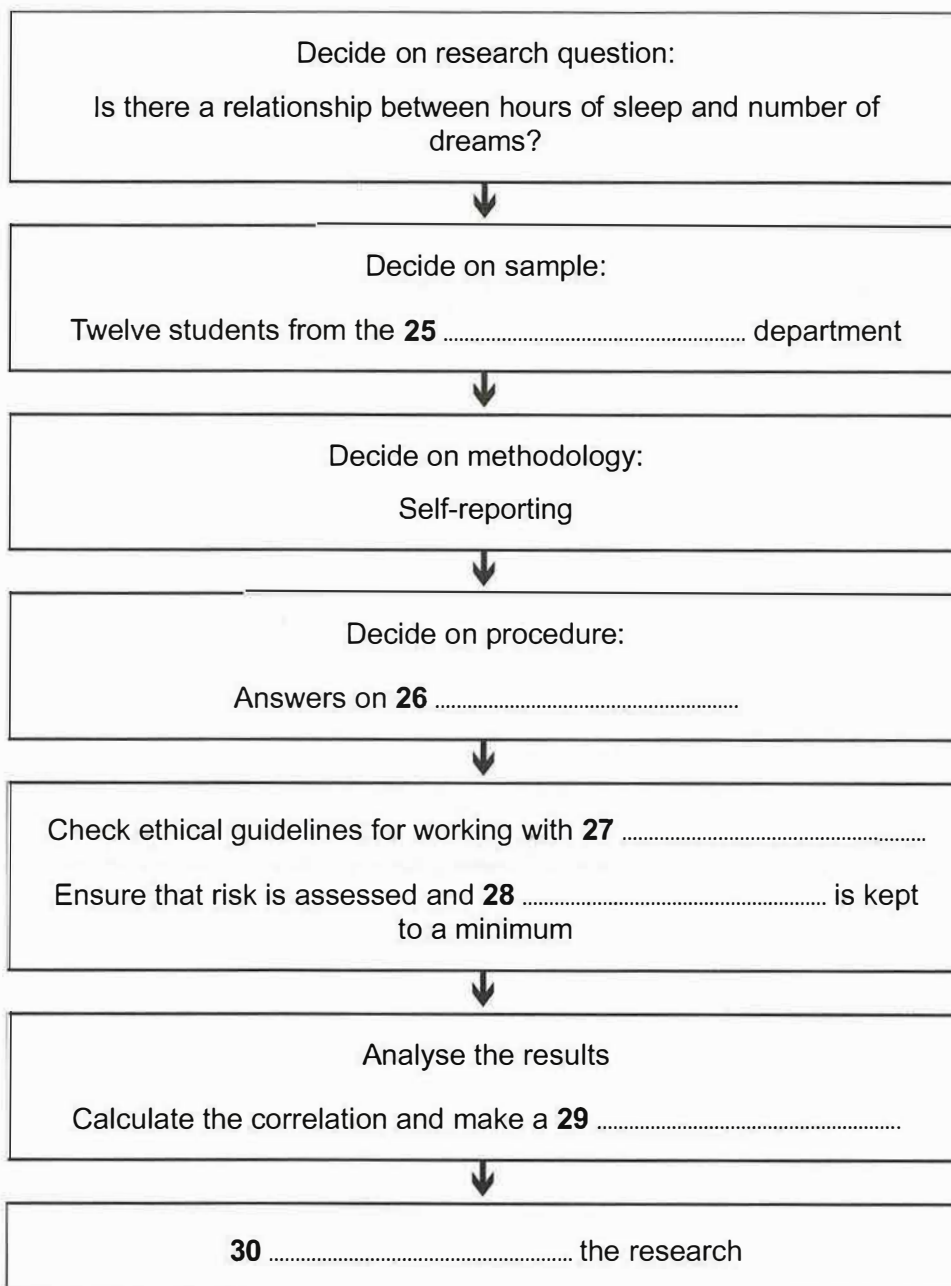 Decide on research question:
Is there a relationship between hours of sleep and number of
dreams?
Decide on sample:
Twelve students from the 25 ............................................. department
Decide on methodology:
Self-reporting
Decide on procedure:
Answers on 26 .............................................
Check ethical guidelines for working with 27 .............................................
Ensure that risk is assessed and 28 ............................................. is kept
to a minimum
Analyse the results
Calculate the correlation and make a 29 .............................................
30 ............................................. the research